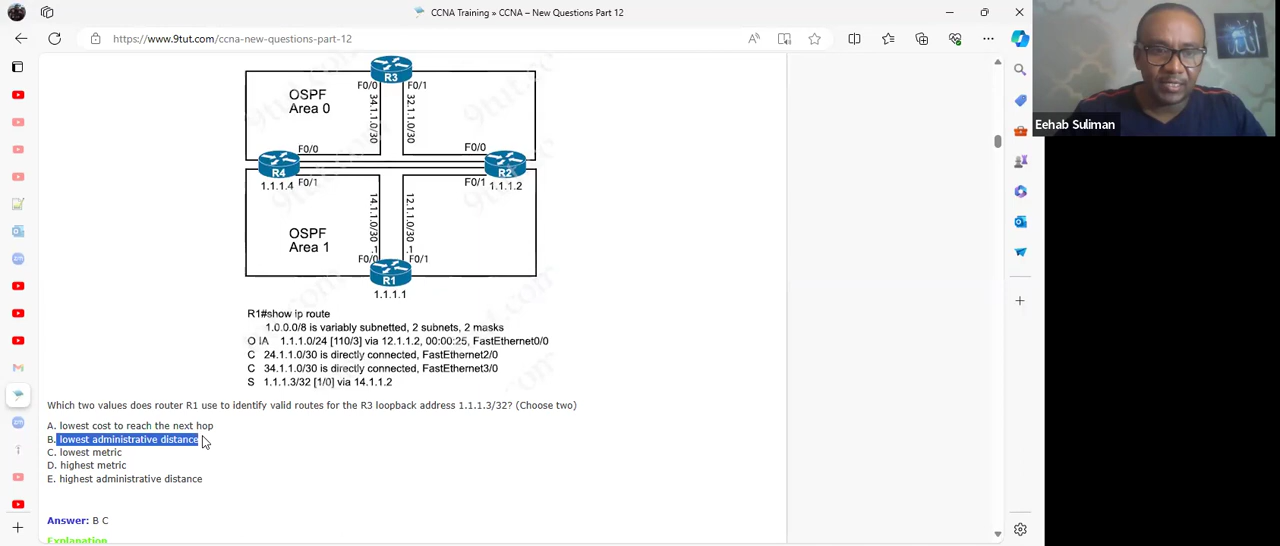 CCNA Training » CCNA – New Questions Part 12
https://www.9tut.com/ccna-new-questions-part-12
R3
F0/0
F0/1
OSPF
Area 0
34.1.1.0/30
32.1.1.0/30
F0/0
F0/0
R4
R2
1.1.1.4
F0/1
F0/1
1.1.1.2
14.1.1.0/30
12.1.1.0/30
OSPF
Area 1
.1
.1
F0/0
F0/1
R1
1.1.1.1
R1#show ip route
1.0.0.0/8 is variably subnetted, 2 subnets, 2 masks
O IA 1.1.1.0/24 [110/3] via 12.1.1.2, 00:00:25, FastEthernet0/0
C 24.1.1.0/30 is directly connected, FastEthernet2/0
C 34.1.1.0/30 is directly connected, FastEthernet3/0
S 1.1.1.3/32 [1/0] via 14.1.1.2
Which two values does router R1 use to identify valid routes for the R3 loopback address 1.1.1.3/32? (Choose two)
A. lowest cost to reach the next hop
B. lowest administrative distance
C. lowest metric
D. highest metric
E. highest administrative distance
Answer: B C
Explanation
Eehab Suliman